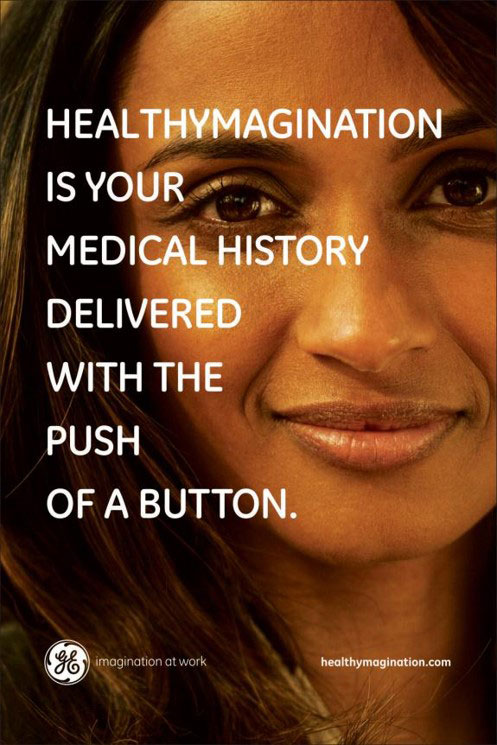 HEALTHYMAGINATION
IS YOUR
MEDICAL HISTORY
DELIVERED
WITH THE
PUSH
OF A BUTTON.
GE imagination at work
healthymagination.com